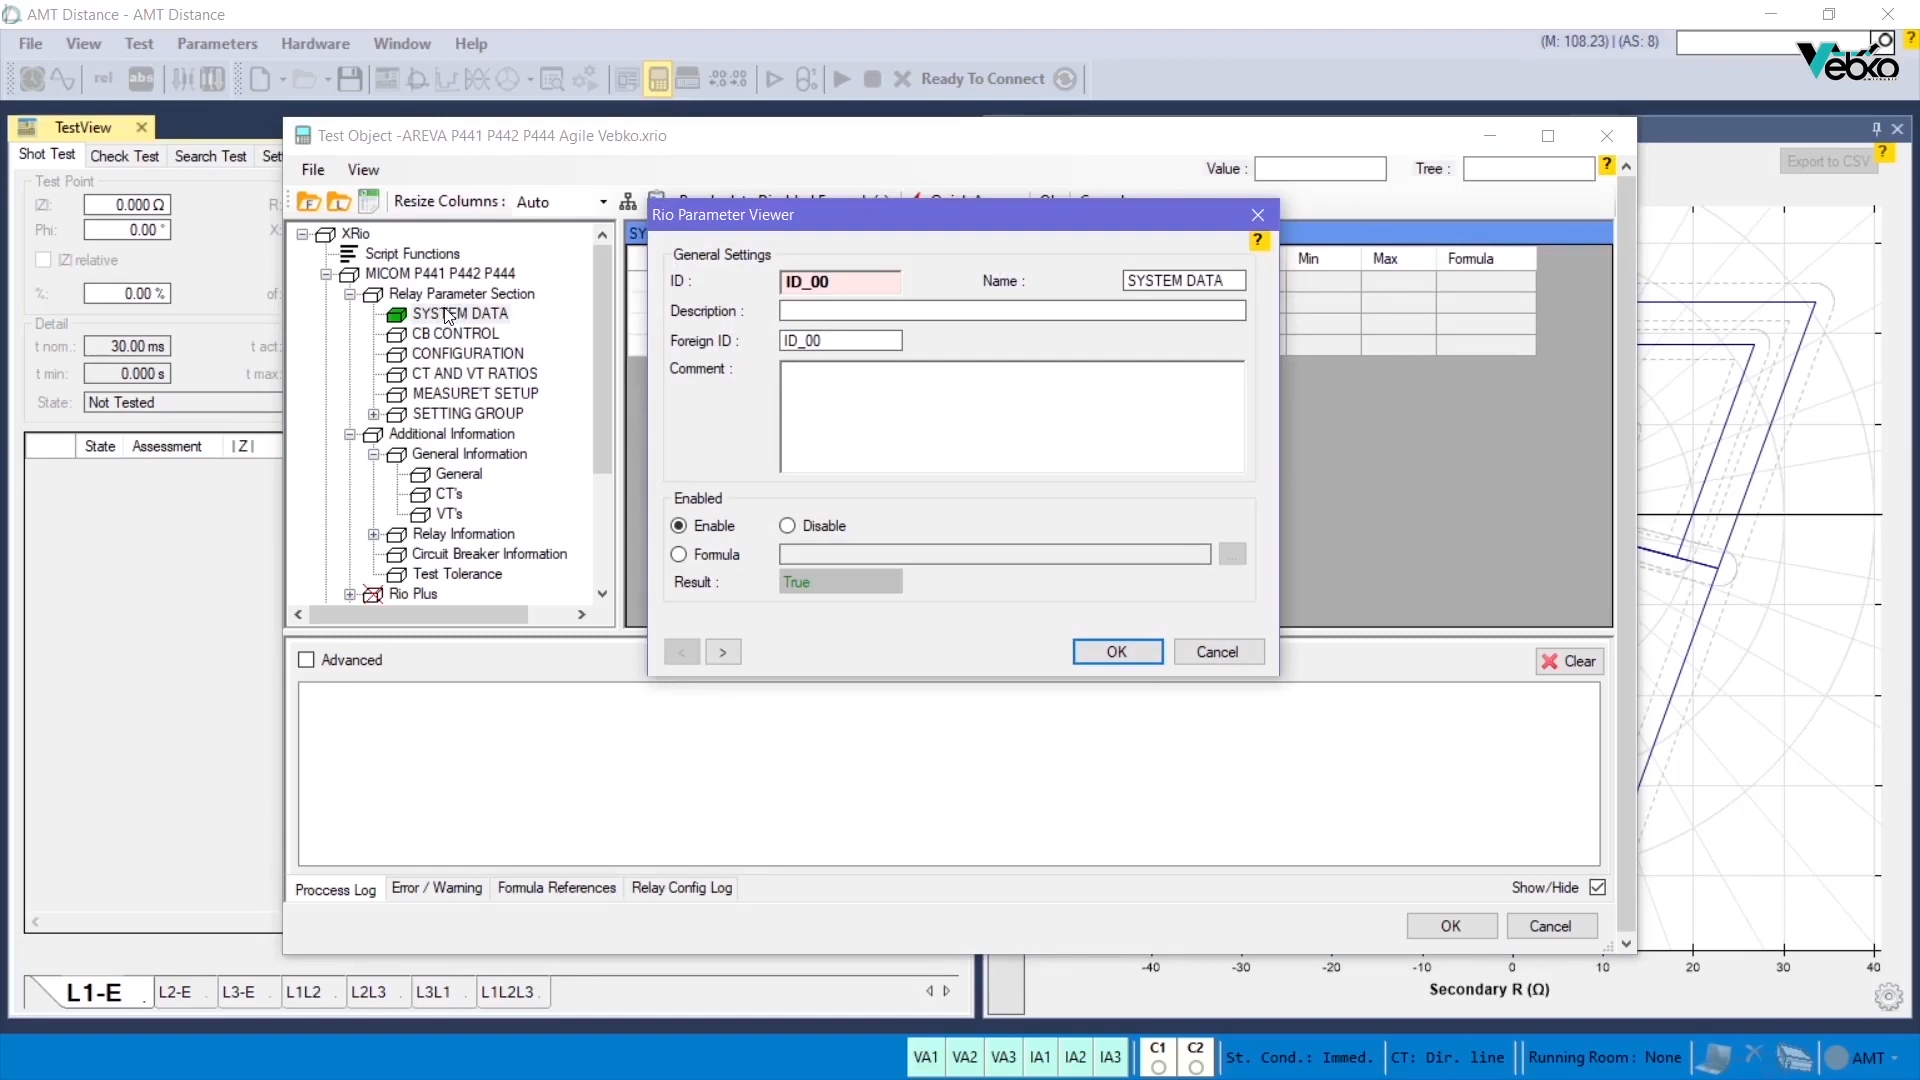 AMT Distance - AMT Distance
File View Test Parameters Hardware Window Help
(M: 108.23) | (AS: 8)
Vebko
rel abs Ready To Connect
TestView
Shot Test Check Test Search Test
Export to CSV
Test Point
|Z|: 0.000 Ω
Phi: 0.00 °
|Z| relative
%: 0.00 % of:
Detail
t nom.: 30.00 ms t act:
t min: 0.000 s t max:
State: Not Tested
State Assessment |Z|
Test Object -AREVA P441 P442 P444 Agile Vebko.xrio
File View
Value : Tree :
Resize Columns : Auto
XRio
Script Functions
MICOM P441 P442 P444
Relay Parameter Section
SYSTEM DATA
CB CONTROL
CONFIGURATION
CT AND VT RATIOS
MEASURE'T SETUP
SETTING GROUP
Additional Information
General Information
General
CT's
VT's
Relay Information
Circuit Breaker Information
Test Tolerance
Rio Plus
Min Max Formula
Rio Parameter Viewer
General Settings
ID : ID_00 Name : SYSTEM DATA
Description :
Foreign ID : ID_00
Comment :
Enabled
Enable Disable
Formula ...
Result : True
< > OK Cancel
Advanced Clear
Proccess Log Error / Warning Formula References Relay Config Log Show/Hide
OK Cancel
-40 -30 -20 -10 0 10 20 30 40
Secondary R (Ω)
L1-E L2-E L3-E L1L2 L2L3 L3L1 L1L2L3
VA1 VA2 VA3 IA1 IA2 IA3 C1 C2 St. Cond.: Immed. CT: Dir. line Running Room: None AMT